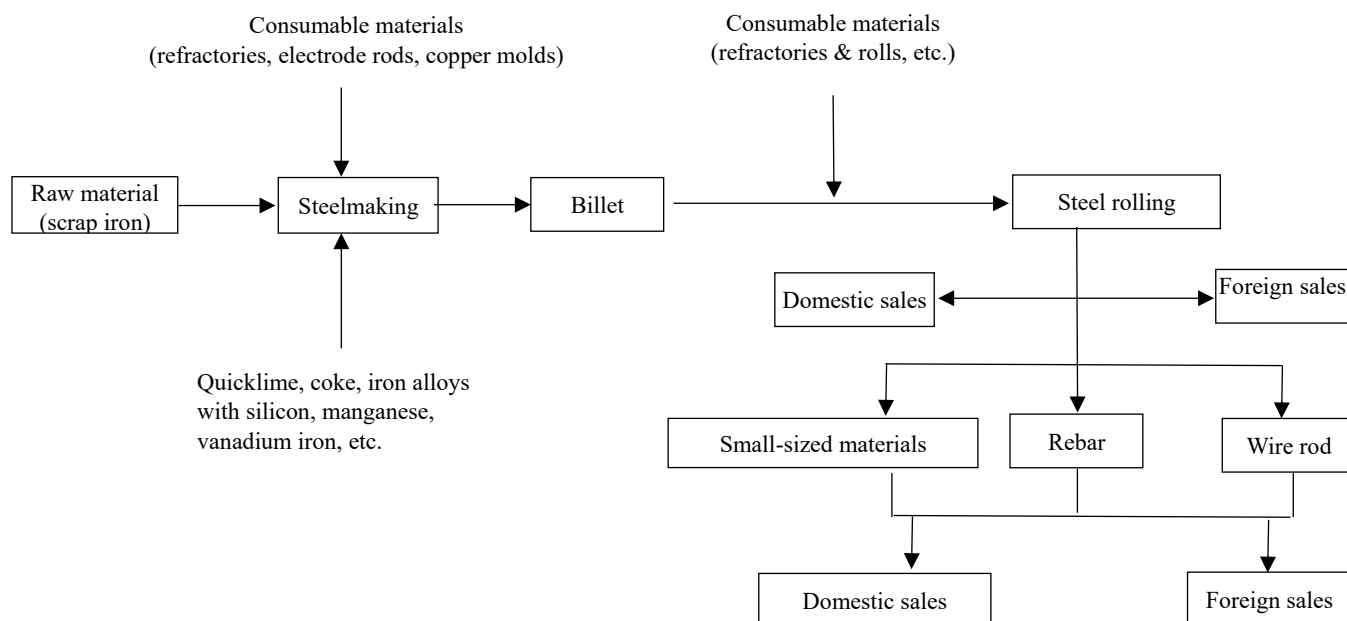 Consumable materials
(refractories, electrode rods, copper molds)
Consumable materials
(refractories & rolls, etc.)
Raw material
(scrap iron)
Steelmaking
Billet
Steel rolling
Domestic sales
Foreign sales
Quicklime, coke, iron alloys
with silicon, manganese,
vanadium iron, etc.
Small-sized materials
Rebar
Wire rod
Domestic sales
Foreign sales